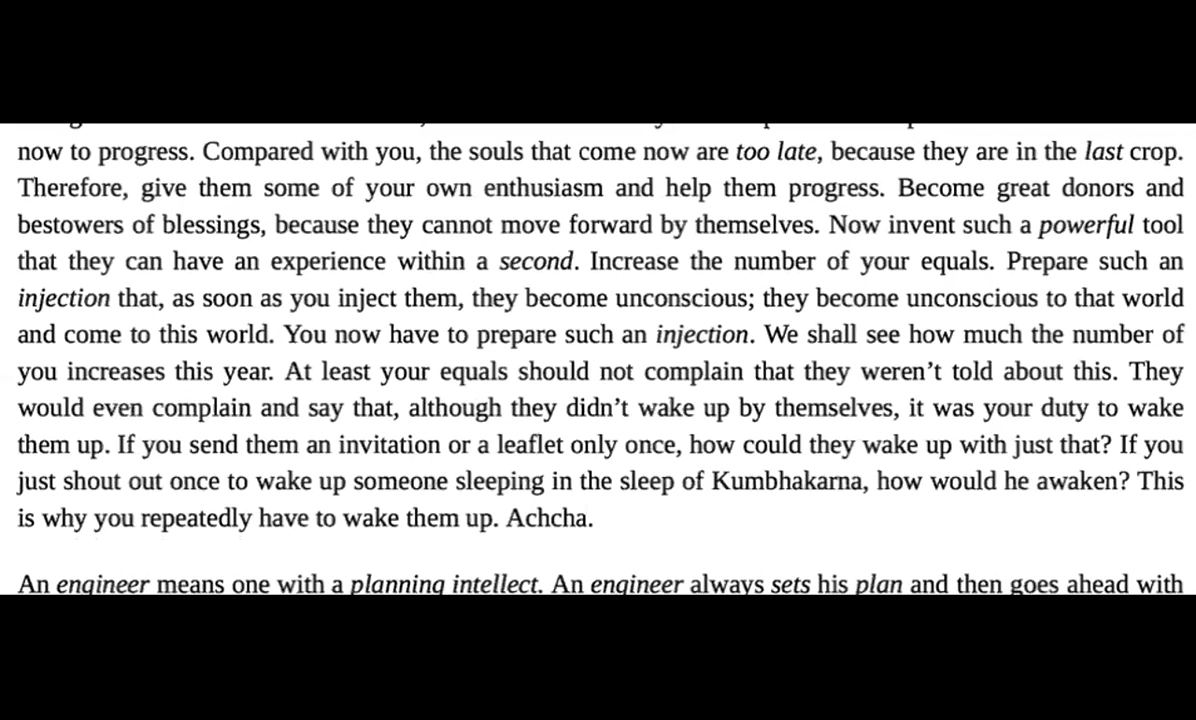 now to progress. Compared with you, the souls that come now are too late, because they are in the last crop.
Therefore, give them some of your own enthusiasm and help them progress. Become great donors and
bestowers of blessings, because they cannot move forward by themselves. Now invent such a powerful tool
that they can have an experience within a second. Increase the number of your equals. Prepare such an
injection that, as soon as you inject them, they become unconscious; they become unconscious to that world
and come to this world. You now have to prepare such an injection. We shall see how much the number of
you increases this year. At least your equals should not complain that they weren’t told about this. They
would even complain and say that, although they didn’t wake up by themselves, it was your duty to wake
them up. If you send them an invitation or a leaflet only once, how could they wake up with just that? If you
just shout out once to wake up someone sleeping in the sleep of Kumbhakarna, how would he awaken? This
is why you repeatedly have to wake them up. Achcha.
An engineer means one with a planning intellect. An engineer always sets his plan and then goes ahead with